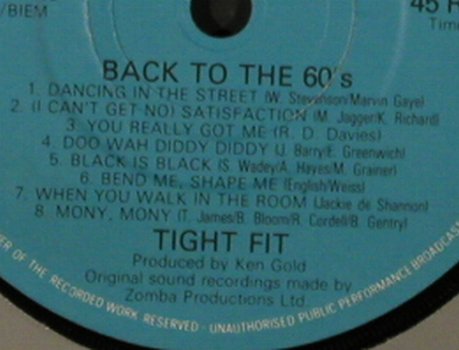 /BIEM
45 R
Tim
BACK TO THE 60's
1. DANCING IN THE STREET (W. Stevenson/Marvin Gaye)
2. (I CAN'T GET NO) SATISFACTION (M. Jagger/K. Richard)
3. YOU REALLY GOT ME (R. D. Davies)
4. DOO WAH DIDDY DIDDY (J. Barry/E. Greenwich)
5. BLACK IS BLACK (S. Wadey/A. Hayes/M. Grainer)
6. BEND ME, SHAPE ME (English/Weiss)
7. WHEN YOU WALK IN THE ROOM (Jackie de Shannon)
8. MONY, MONY (T. James/B. Bloom/R. Cordell/B. Gentry)
TIGHT FIT
Produced by Ken Gold
Original sound recordings made by
Zomba Productions Ltd.
ER OF THE RECORDED WORK RESERVED - UNAUTHORISED PUBLIC PERFORMANCE BROADCAS